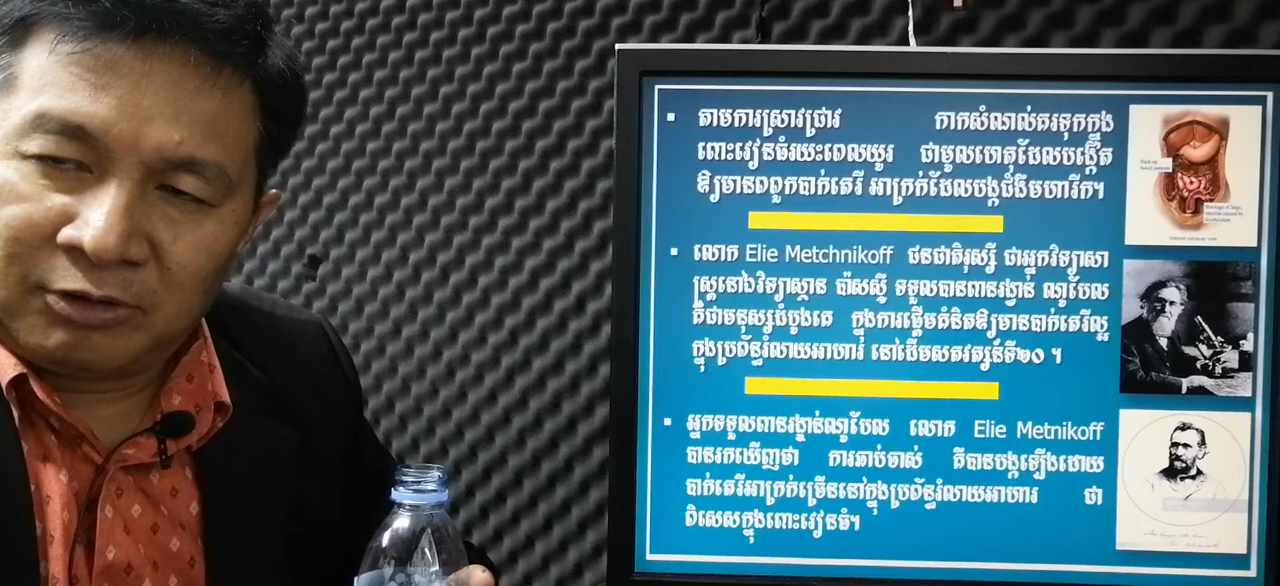 តាមការស្រាវជ្រាវ កាកសំណល់គរទុកក្នុង
ពោះវៀនធំរយះពេលយូរ ជាមូលហេតុដែលបង្កើត
ឱ្យមានពពួកបាក់តេរី អាក្រក់ដែលបង្កជំងឺមហារីក។
លោក Elie Metchnikoff ជនជាតិរុស្ស៊ី ជាអ្នកវិទ្យាសា
ស្ត្រនៅឯវិទ្យាស្ថាន ប៉ាសស្ទ័ ទទួលបានពានរង្វាន់ ណូបែល
គឺជាមនុស្សដំបូងគេ ក្នុងការផ្តើមគំនិតឱ្យមានបាក់តេរីល្អ
ក្នុងប្រព័ន្ធរំលាយអាហារ នៅដើមសតវត្សន៍ទី២០ ។
អ្នកទទួលពានរង្វាន់ណូបែល លោក Elie Metnikoff
បានរកឃើញថា ការឆាប់ចាស់ គឺបានបង្កឡើងដោយ
បាក់តេរីអាក្រក់ច្រើននៅក្នុងប្រព័ន្ធរំលាយអាហារ ជា
ពិសេសក្នុងពោះវៀនធំ។